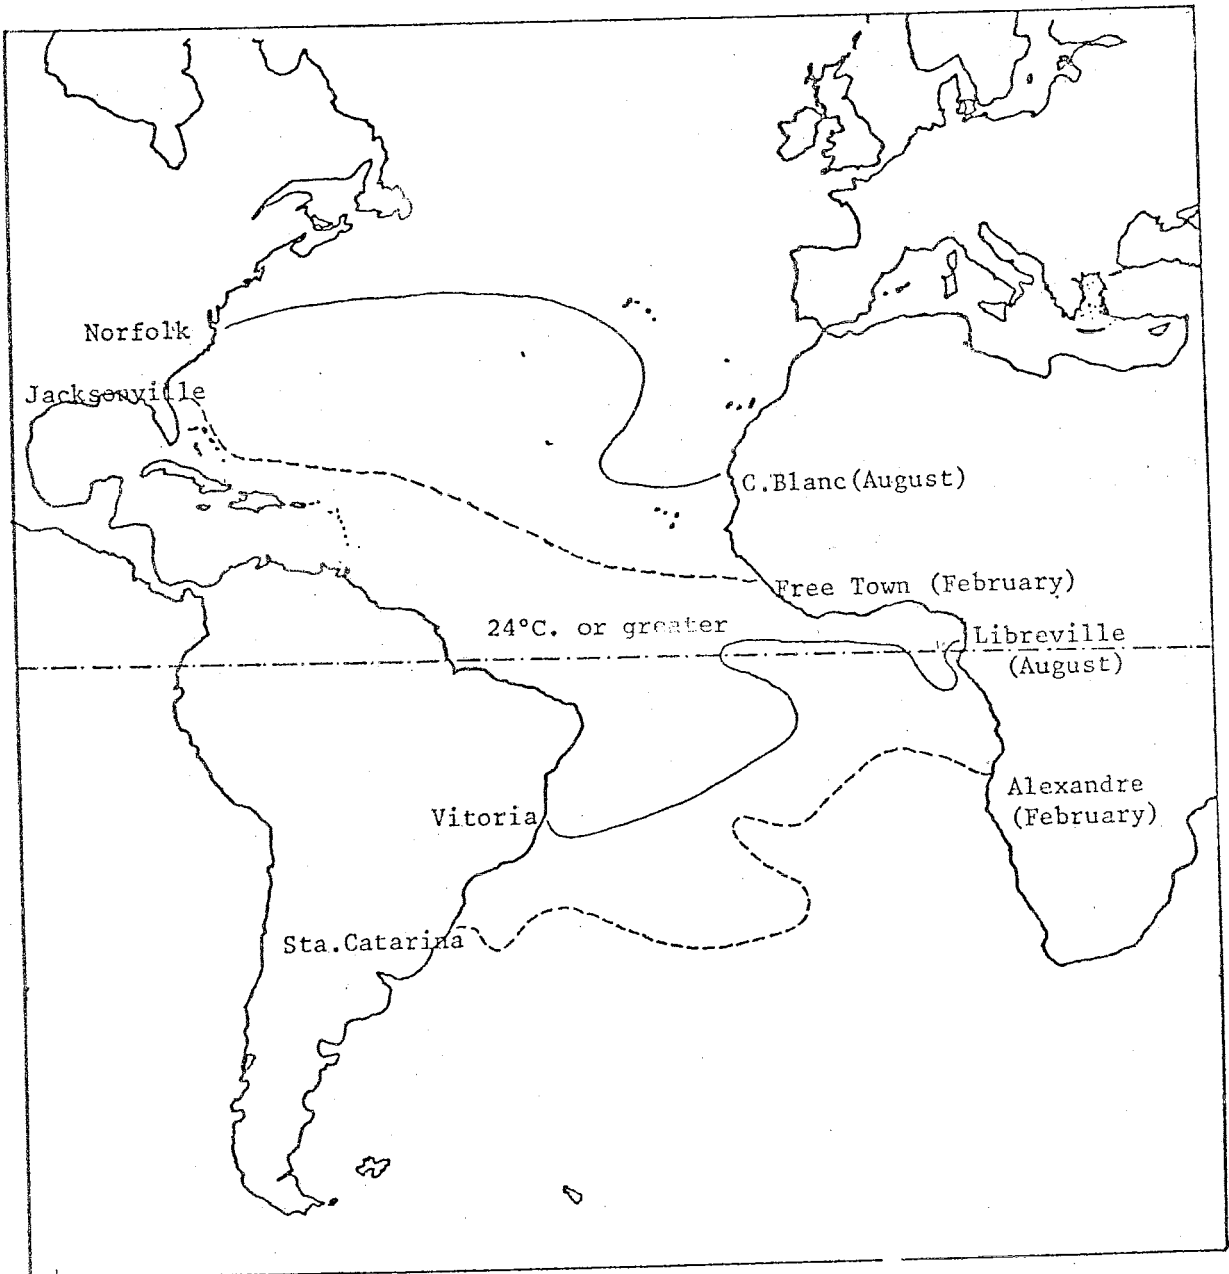 Norfolk
Jacksonville
C.Blanc(August)
Free Town (February)
24°C. or greater
Libreville
(August)
Alexandre
(February)
Vitoria
Sta.Catarina